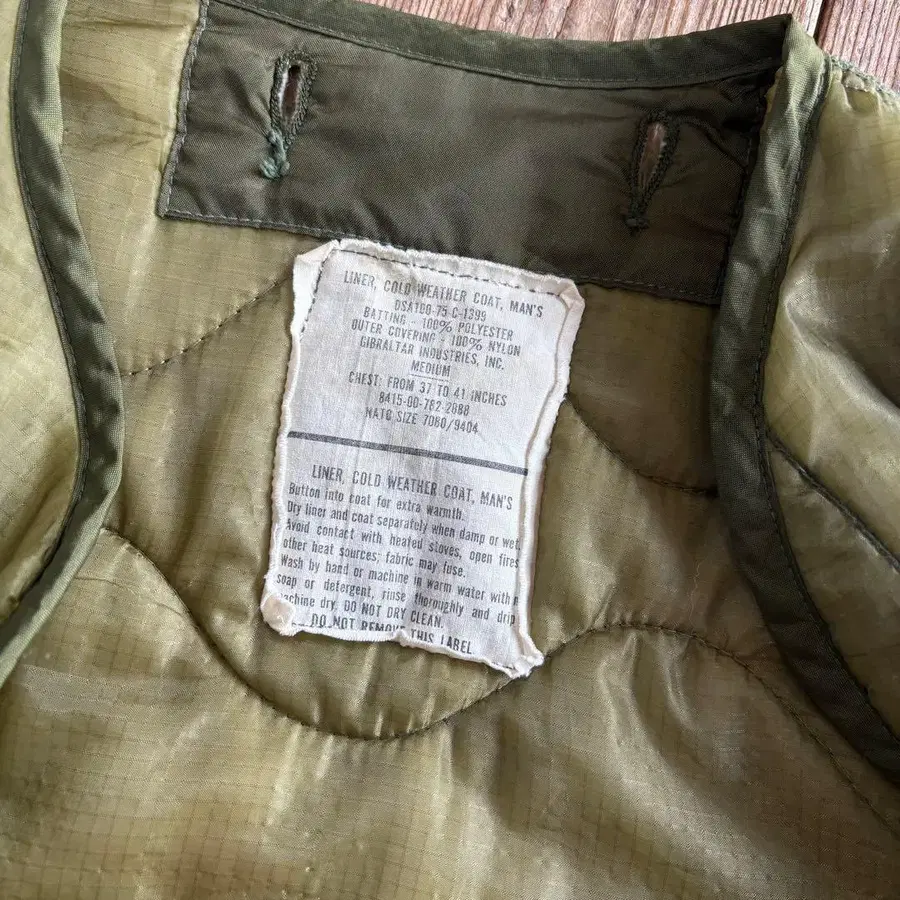 LINER, COLD WEATHER COAT, MAN'S
DSA100-75-C-1399
BATTING - 100% POLYESTER
OUTER COVERING - 100% NYLON
GIBRALTAR INDUSTRIES, INC.
MEDIUM
CHEST: FROM 37 TO 41 INCHES
8415-00-782-2888
NATO SIZE 7080/9404
LINER, COLD WEATHER COAT, MAN'S
Button into coat for extra warmth.
Dry liner and coat separately when damp or wet.
Avoid contact with heated stoves, open fires
other heat sources; fabric may fuse.
Wash by hand or machine in warm water with
soap or detergent, rinse thoroughly and drip
machine dry. DO NOT DRY CLEAN.
DO NOT REMOVE THIS LABEL